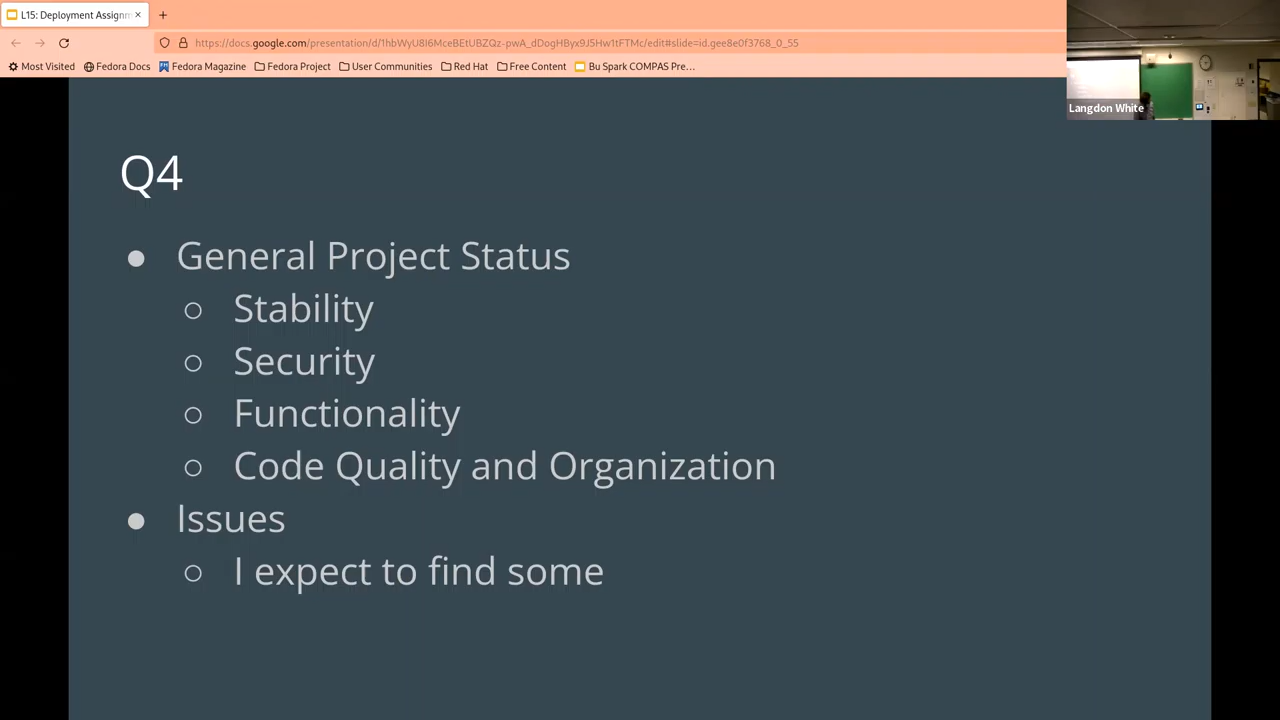 L15: Deployment Assignm
https://docs.google.com/presentation/d/1hbWyU8I6MceBEtUBZQz-pwA_dDogHByx9J5Hw1tFTMc/edit#slide=id.gee8e0f3768_0_55
Most Visited Fedora Docs Fedora Magazine Fedora Project User Communities Red Hat Free Content Bu Spark COMPAS Pre…
Langdon White
Q4
General Project Status
Stability
Security
Functionality
Code Quality and Organization
Issues
I expect to find some